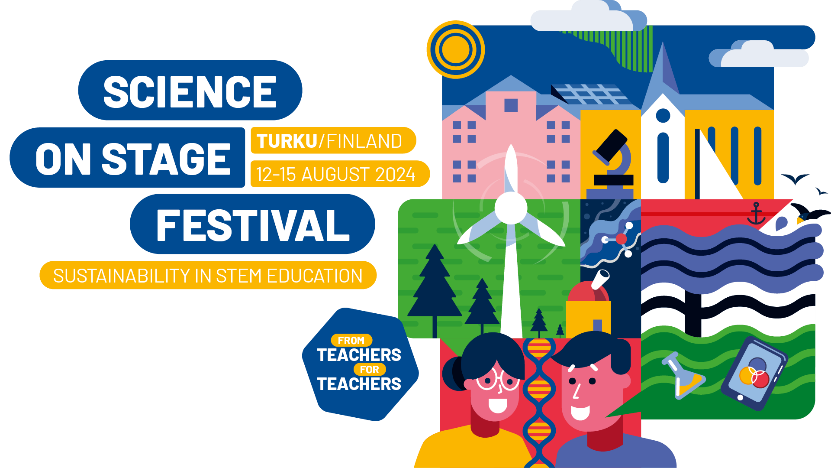 SCIENCE
ON STAGE
TURKU/FINLAND
12-15 AUGUST 2024
FESTIVAL
SUSTAINABILITY IN STEM EDUCATION
FROM
TEACHERS
FOR
TEACHERS